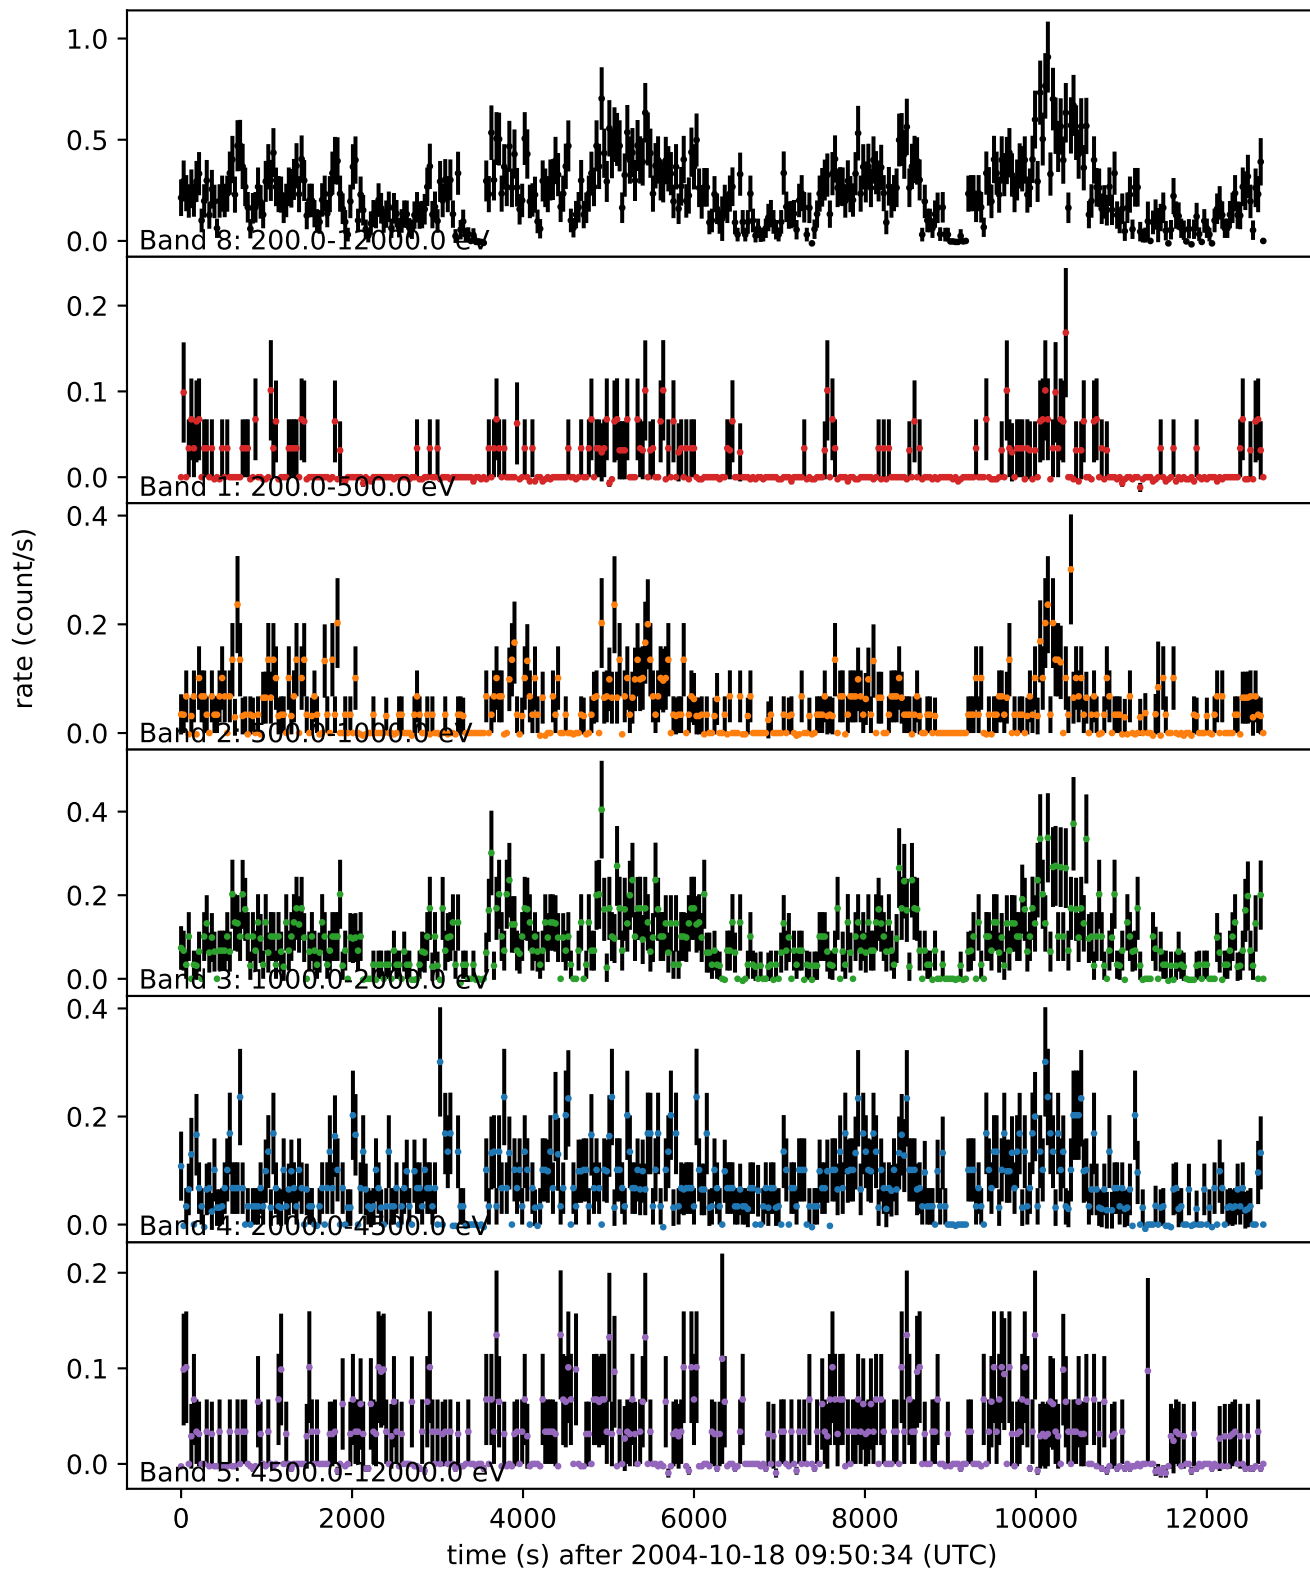 1.0
0.5
0.0
Band 8: 200.0-12000.0 eV
0.2
0.1
0.0
Band 1: 200.0-500.0 eV
0.4
0.2
0.0
Band 2: 500.0-1000.0 eV
rate (count/s)
0.4
0.2
0.0
Band 3: 1000.0-2000.0 eV
0.4
0.2
0.0
Band 4: 2000.0-4500.0 eV
0.2
0.1
0.0
Band 5: 4500.0-12000.0 eV
0 2000 4000 6000 8000 10000 12000
time (s) after 2004-10-18 09:50:34 (UTC)